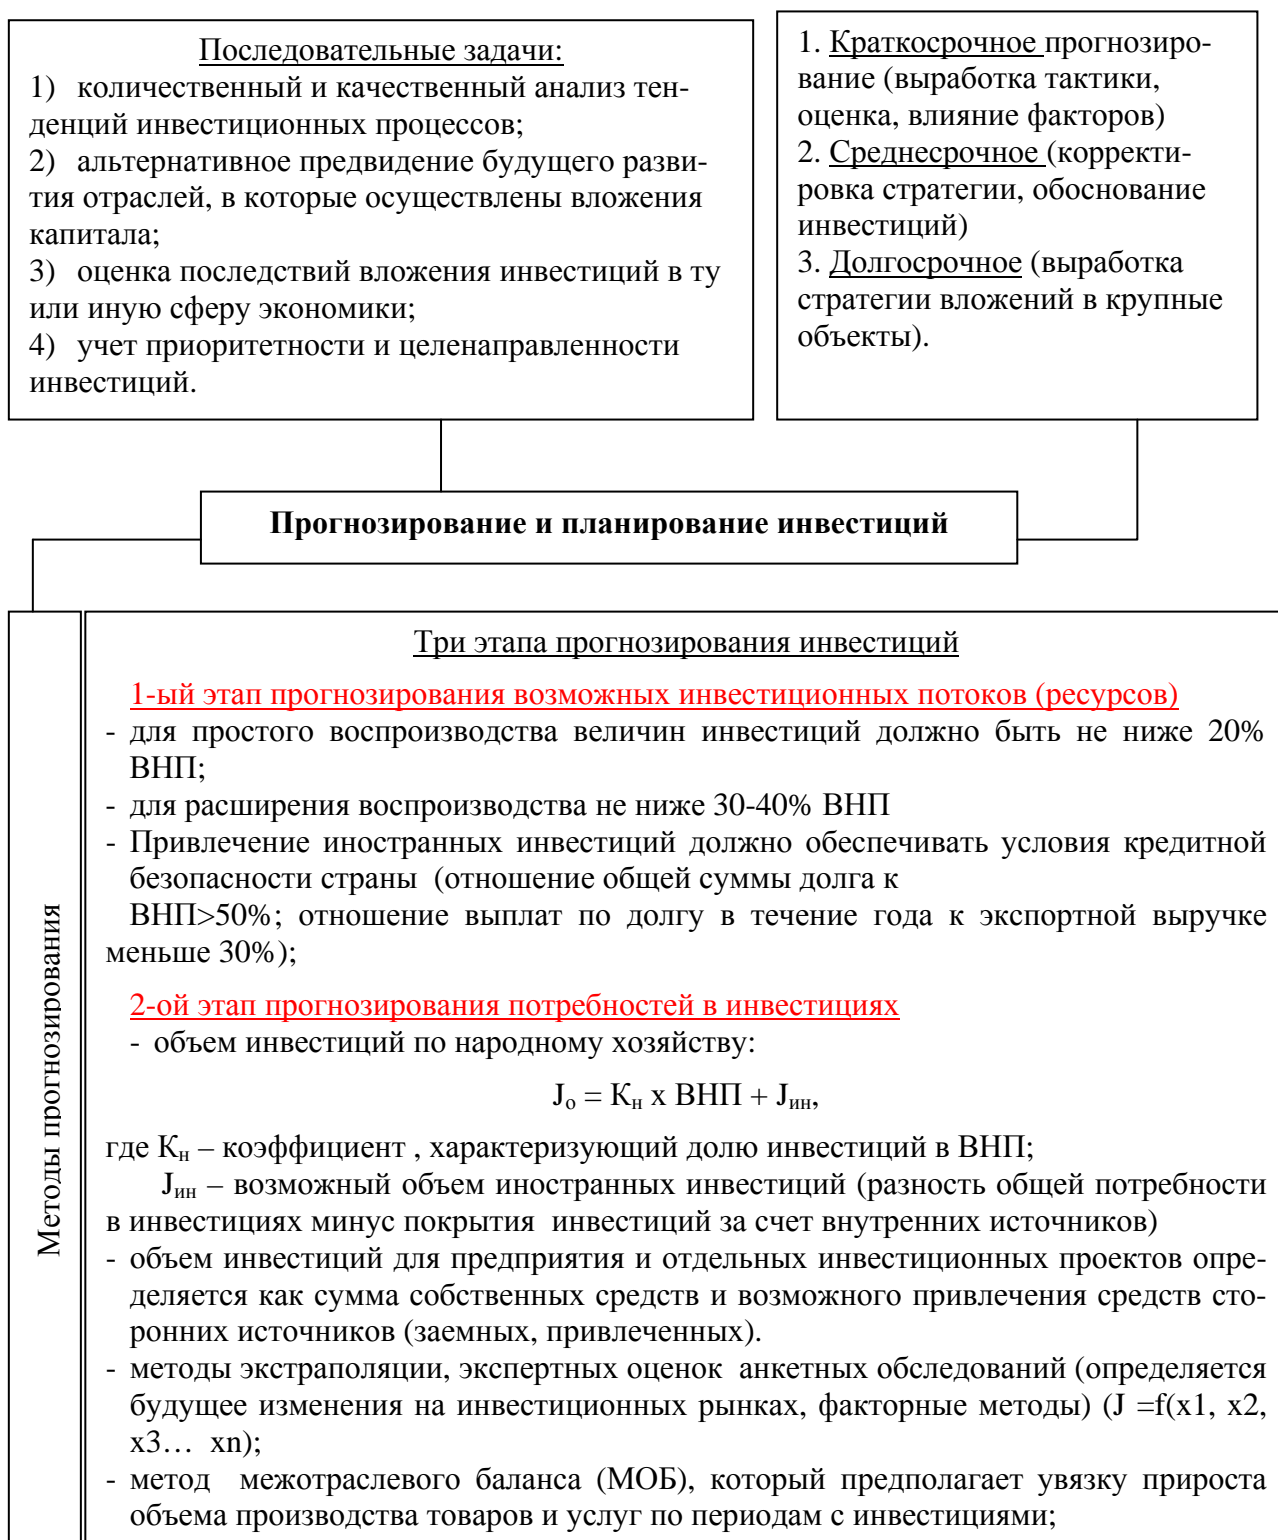 Последовательные задачи:
1) количественный и качественный анализ тен-
денций инвестиционных процессов;
2) альтернативное предвидение будущего разви-
тия отраслей, в которые осуществлены вложения
капитала;
3) оценка последствий вложения инвестиций в ту
или иную сферу экономики;
4) учет приоритетности и целенаправленности
инвестиций.
1. Краткосрочное прогнозиро-
вание (выработка тактики,
оценка, влияние факторов)
2. Среднесрочное (корректи-
ровка стратегии, обоснование
инвестиций)
3. Долгосрочное (выработка
стратегии вложений в крупные
объекты).
Прогнозирование и планирование инвестиций
Методы прогнозирования
Три этапа прогнозирования инвестиций
1-ый этап прогнозирования возможных инвестиционных потоков (ресурсов)
- для простого воспроизводства величин инвестиций должно быть не ниже 20%
ВНП;
- для расширения воспроизводства не ниже 30-40% ВНП
- Привлечение иностранных инвестиций должно обеспечивать условия кредитной
безопасности страны (отношение общей суммы долга к
ВНП>50%; отношение выплат по долгу в течение года к экспортной выручке
меньше 30%);
2-ой этап прогнозирования потребностей в инвестициях
- объем инвестиций по народному хозяйству:
Jо = Kн х ВНП + Jин,
где Kн – коэффициент , характеризующий долю инвестиций в ВНП;
Jин – возможный объем иностранных инвестиций (разность общей потребности
в инвестициях минус покрытия инвестиций за счет внутренних источников)
- объем инвестиций для предприятия и отдельных инвестиционных проектов опре-
деляется как сумма собственных средств и возможного привлечения средств сто-
ронних источников (заемных, привлеченных).
- методы экстраполяции, экспертных оценок анкетных обследований (определяется
будущее изменения на инвестиционных рынках, факторные методы) (J =f(x1, x2,
x3… xn);
- метод межотраслевого баланса (МОБ), который предполагает увязку прироста
объема производства товаров и услуг по периодам с инвестициями;